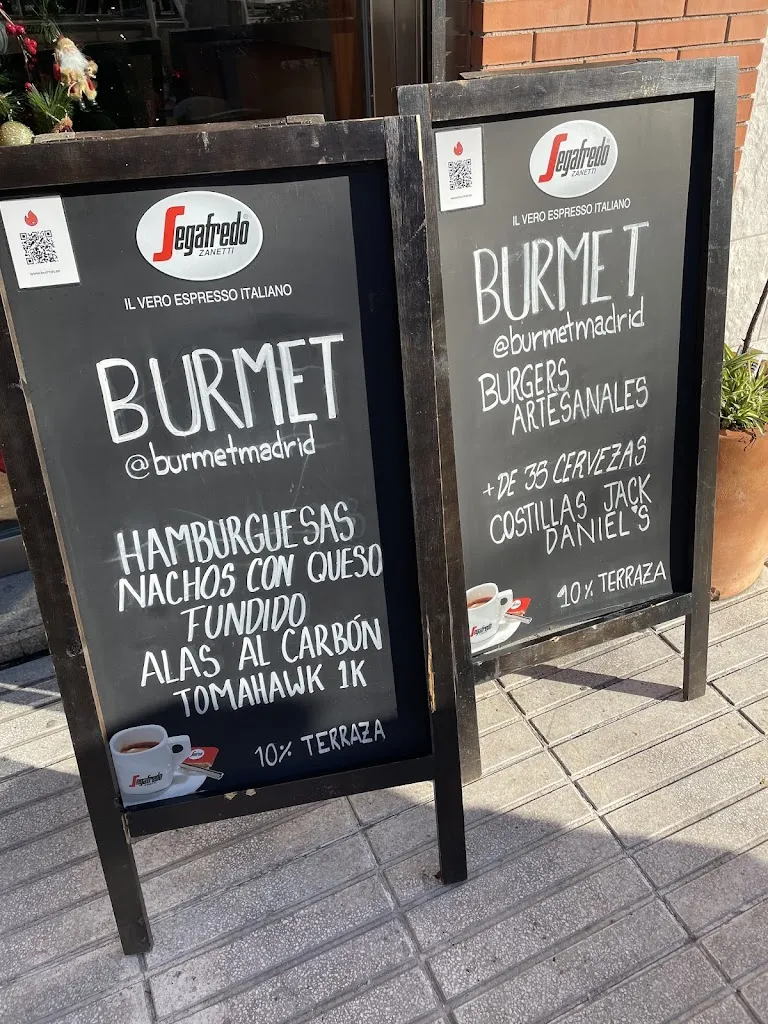 Segafredo
ZANETTI
IL VERO ESPRESSO ITALIANO
BURMET
@burmetmadrid
HAMBURGUESAS
NACHOS CON QUESO
FUNDIDO
ALAS AL CARBÓN
TOMAHAWK 1K
10% TERRAZA
Segafredo
Segafredo
ZANETTI
IL VERO ESPRESSO ITALIANO
BURMET
@burmetmadrid
BURGERS
ARTESANALES
+DE 35 CERVEZAS
COSTILLAS JACK
DANIEL'S
10% TERRAZA
Segafredo